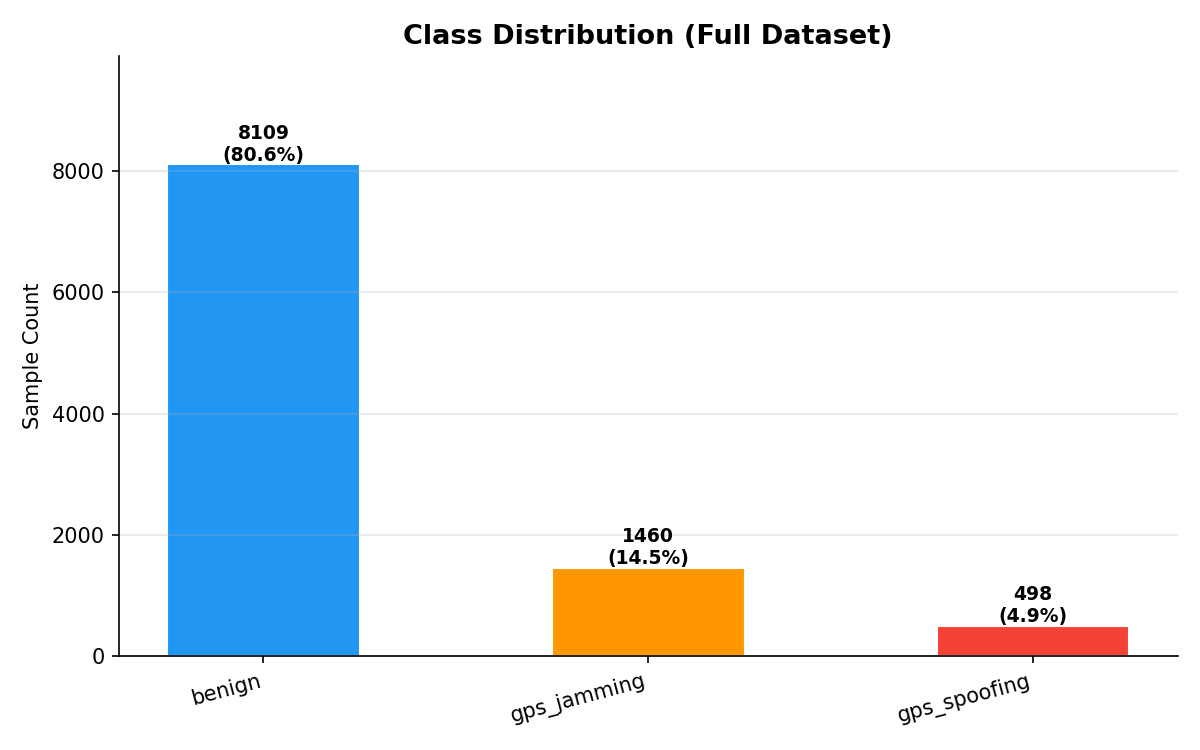 Class Distribution (Full Dataset)
Sample Count
8000
6000
4000
2000
0
8109
(80.6%)
1460
(14.5%)
498
(4.9%)
benign
gps_jamming
gps_spoofing